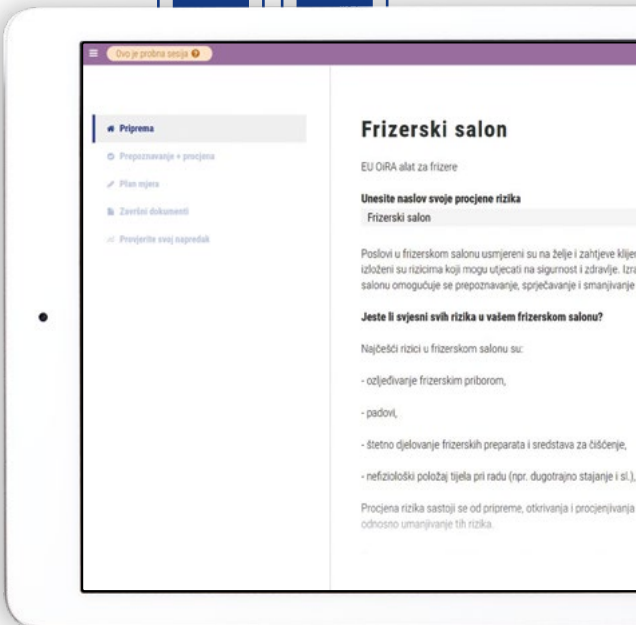 Ovo je probna sesija
Priprema
Prepoznavanje + procjena
Plan mjera
Završni dokumenti
Provjerite svoj napredak
Frizerski salon
EU OiRA alat za frizere
Unesite naslov svoje procjene rizika
Frizerski salon
Poslovi u frizerskom salonu usmjereni su na želje i zahtjeve
izloženi su rizicima koji mogu utjecati na sigurnost i zdravlje.
salonu omogućuje se prepoznavanje, sprječavanje i smanjivanje
Jeste li svjesni svih rizika u vašem frizerskom salonu?
Najčešći rizici u frizerskom salonu su:
- ozljeđivanje frizerskim priborom,
- padovi,
- štetno djelovanje frizerskih preparata i sredstava za čišćenje,
- nefiziološki položaj tijela pri radu (npr. dugotrajno stajanje i sl.),
Procjena rizika sastoji se od pripreme, otkrivanja i procjenjivanja
odnosno umanjivanje tih rizika.